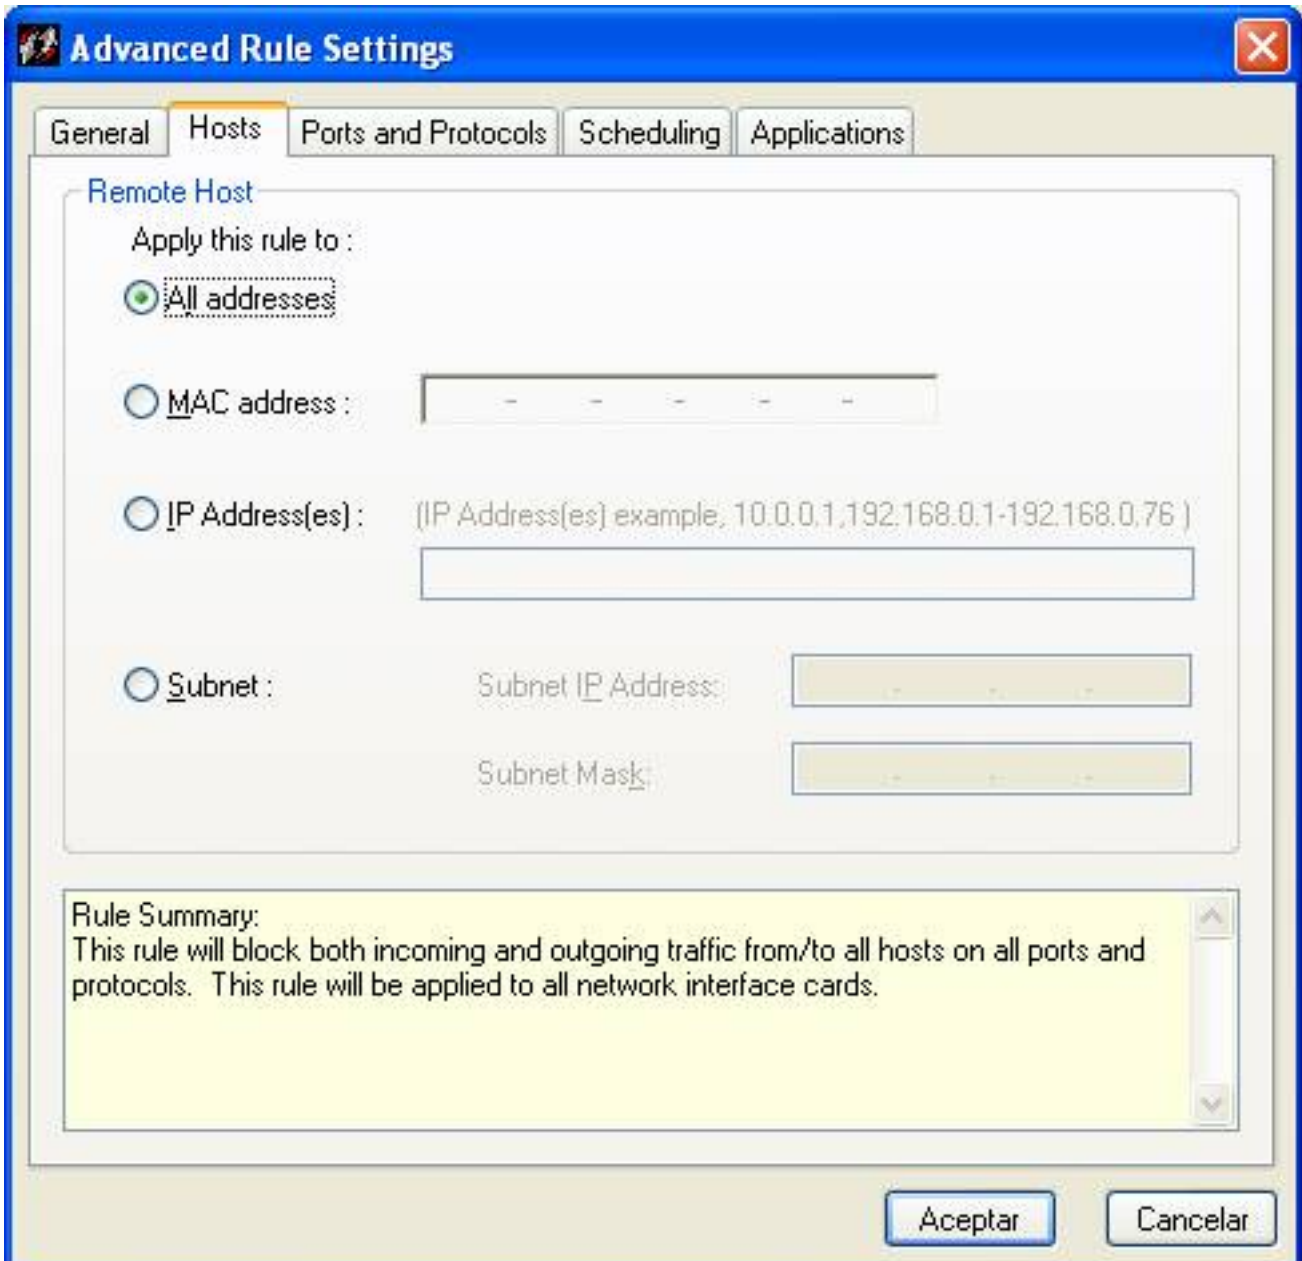 Advanced Rule Settings
General Hosts Ports and Protocols Scheduling Applications
Remote Host
Apply this rule to :
All addresses
MAC address : - - - - -
IP Address(es) : (IP Address(es) example, 10.0.0.1,192.168.0.1-192.168.0.76 )
Subnet : Subnet IP Address: . . .
Subnet Mask: . . .
Rule Summary:
This rule will block both incoming and outgoing traffic from/to all hosts on all ports and
protocols.  This rule will be applied to all network interface cards.
Aceptar Cancelar